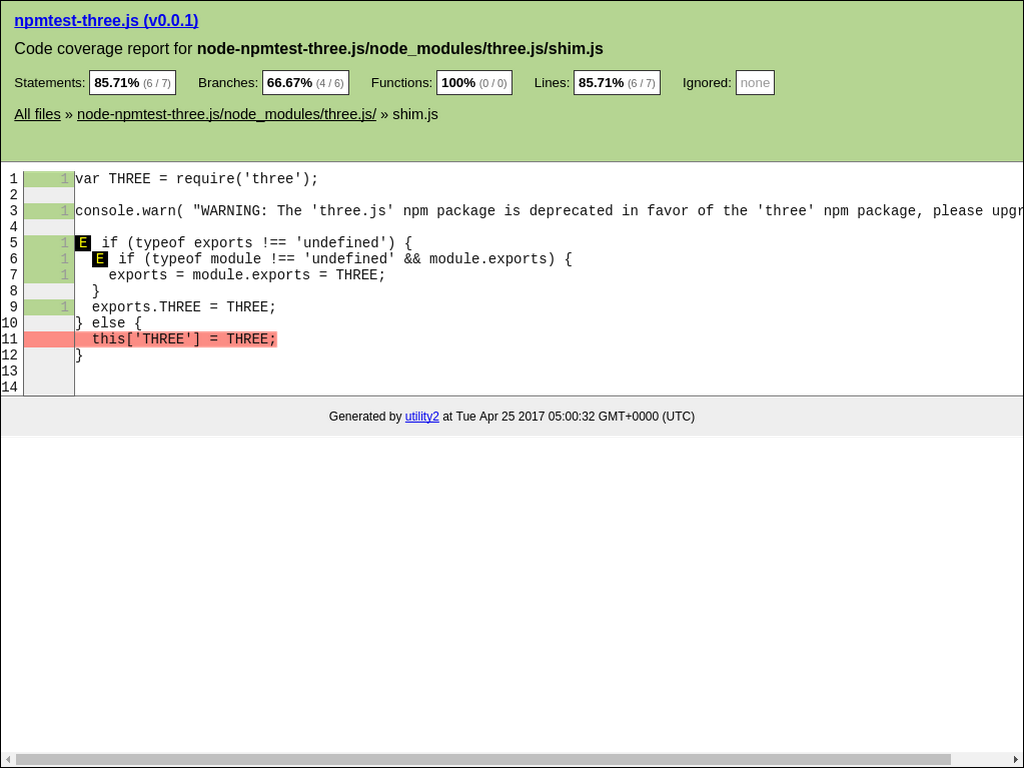 npmtest-three.js (v0.0.1)
Code coverage report for node-npmtest-three.js/node_modules/three.js/shim.js
Statements: 85.71% (6 / 7) Branches: 66.67% (4 / 6) Functions: 100% (0 / 0) Lines: 85.71% (6 / 7) Ignored: none
All files » node-npmtest-three.js/node_modules/three.js/ » shim.js
1 1 var THREE = require('three');
2
3 1 console.warn( "WARNING: The 'three.js' npm package is deprecated in favor of the 'three' npm package, please upgr
4
5 1 E if (typeof exports !== 'undefined') {
6 1 E if (typeof module !== 'undefined' && module.exports) {
7 1 exports = module.exports = THREE;
8 }
9 1 exports.THREE = THREE;
10 } else {
11 this['THREE'] = THREE;
12 }
13
14
Generated by utility2 at Tue Apr 25 2017 05:00:32 GMT+0000 (UTC)